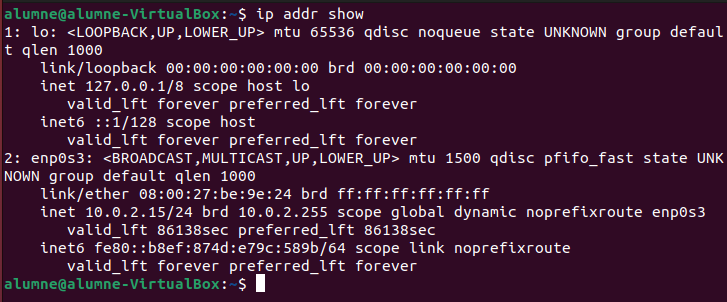 alumne@alumne-VirtualBox:~$ ip addr show
1: lo: <LOOPBACK,UP,LOWER_UP> mtu 65536 qdisc noqueue state UNKNOWN group defaul
t qlen 1000
    link/loopback 00:00:00:00:00:00 brd 00:00:00:00:00:00
    inet 127.0.0.1/8 scope host lo
       valid_lft forever preferred_lft forever
    inet6 ::1/128 scope host
       valid_lft forever preferred_lft forever
2: enp0s3: <BROADCAST,MULTICAST,UP,LOWER_UP> mtu 1500 qdisc pfifo_fast state UNK
NOWN group default qlen 1000
    link/ether 08:00:27:be:9e:24 brd ff:ff:ff:ff:ff:ff
    inet 10.0.2.15/24 brd 10.0.2.255 scope global dynamic noprefixroute enp0s3
       valid_lft 86138sec preferred_lft 86138sec
    inet6 fe80::b8ef:874d:e79c:589b/64 scope link noprefixroute
       valid_lft forever preferred_lft forever
alumne@alumne-VirtualBox:~$